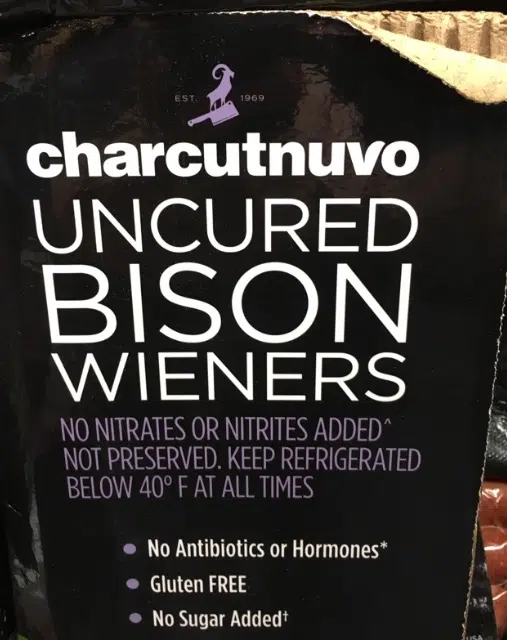 EST. 1969
charcutnuvo
UNCURED
BISON
WIENERS
NO NITRATES OR NITRITES ADDED^
NOT PRESERVED. KEEP REFRIGERATED
BELOW 40° F AT ALL TIMES
• No Antibiotics or Hormones*
• Gluten FREE
• No Sugar Added†
USA